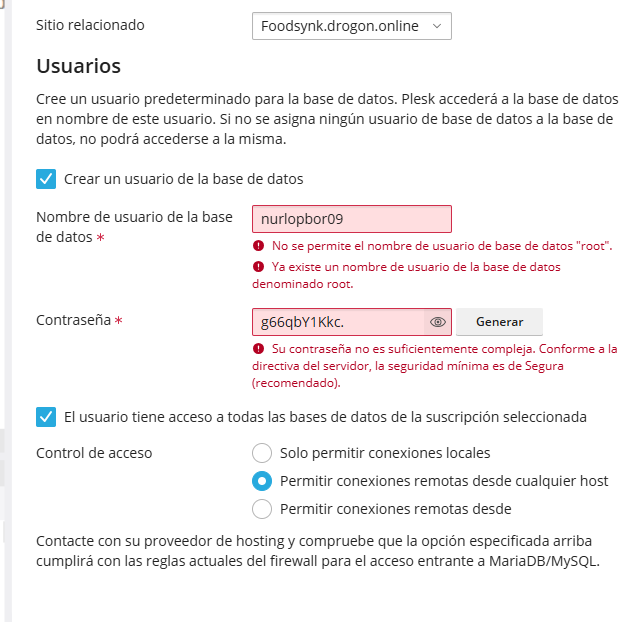 Sitio relacionado
Foodsynk.drogon.online
Usuarios
Cree un usuario predeterminado para la base de datos. Plesk accederá a la base de datos
en nombre de este usuario. Si no se asigna ningún usuario de base de datos a la base de
datos, no podrá accederse a la misma.
Crear un usuario de la base de datos
Nombre de usuario de la base
de datos *
nurlopbor09
No se permite el nombre de usuario de base de datos "root".
Ya existe un nombre de usuario de la base de datos
denominado root.
Contraseña *
g66qbY1Kkc.
Generar
Su contraseña no es suficientemente compleja. Conforme a la
directiva del servidor, la seguridad mínima es de Segura
(recomendado).
El usuario tiene acceso a todas las bases de datos de la suscripción seleccionada
Control de acceso
Solo permitir conexiones locales
Permitir conexiones remotas desde cualquier host
Permitir conexiones remotas desde
Contacte con su proveedor de hosting y compruebe que la opción especificada arriba
cumplirá con las reglas actuales del firewall para el acceso entrante a MariaDB/MySQL.